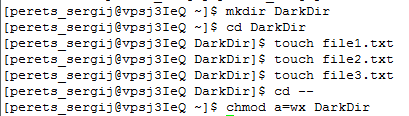 [perets_sergij@vpsj3IeQ ~]$ mkdir DarkDir
[perets_sergij@vpsj3IeQ ~]$ cd DarkDir
[perets_sergij@vpsj3IeQ DarkDir]$ touch file1.txt
[perets_sergij@vpsj3IeQ DarkDir]$ touch file2.txt
[perets_sergij@vpsj3IeQ DarkDir]$ touch file3.txt
[perets_sergij@vpsj3IeQ DarkDir]$ cd --
[perets_sergij@vpsj3IeQ ~]$ chmod a=wx DarkDir